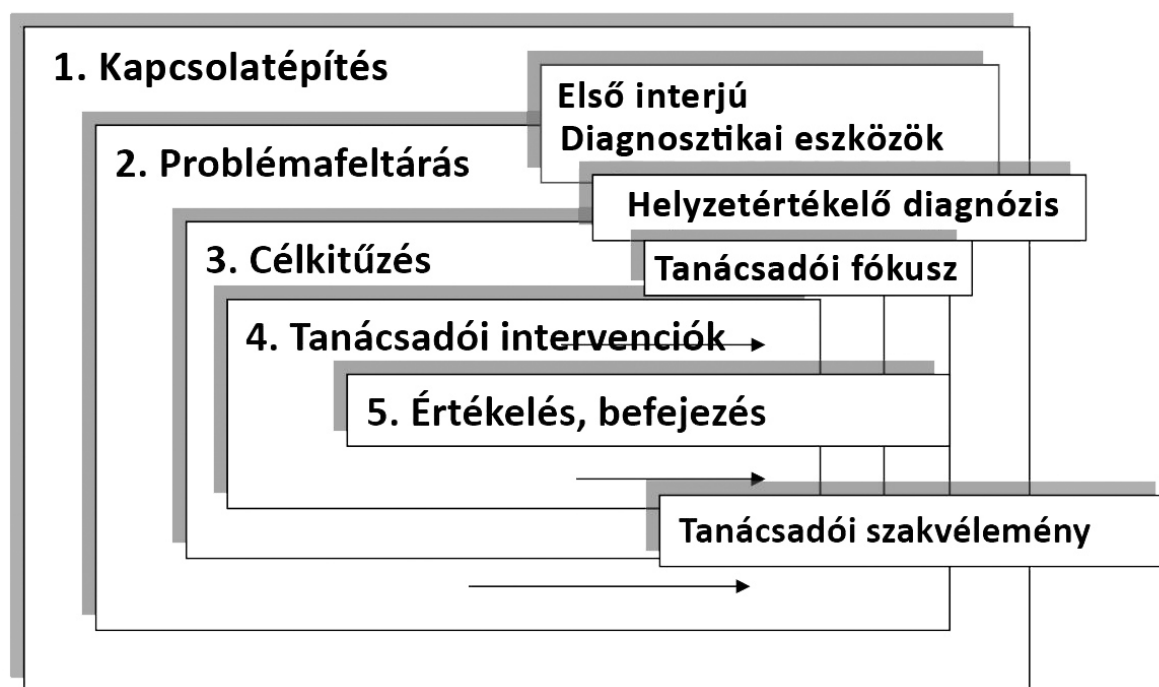 1. Kapcsolatépítés
Első interjú
Diagnosztikai eszközök
2. Problémafeltárás
Helyzetértékelő diagnózis
3. Célkitűzés
Tanácsadói fókusz
4. Tanácsadói intervenciók
5. Értékelés, befejezés
Tanácsadói szakvélemény